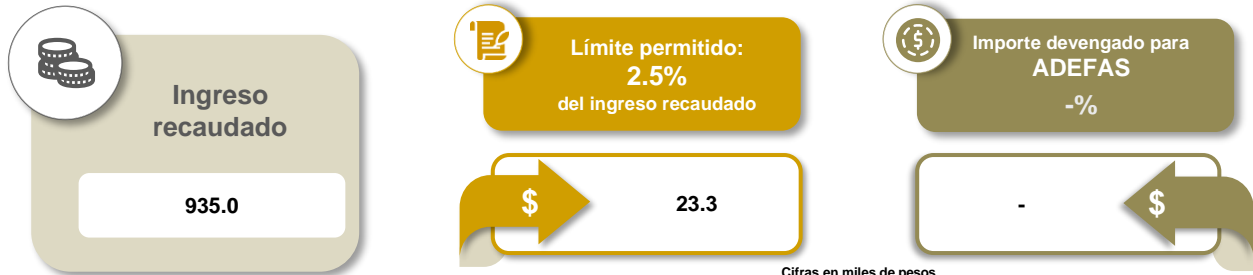 Ingreso
recaudado
935.0
Límite permitido:
2.5%
del ingreso recaudado
$
23.3
Importe devengado para
ADEFAS
-%
-
$
Cifras en miles de pesos